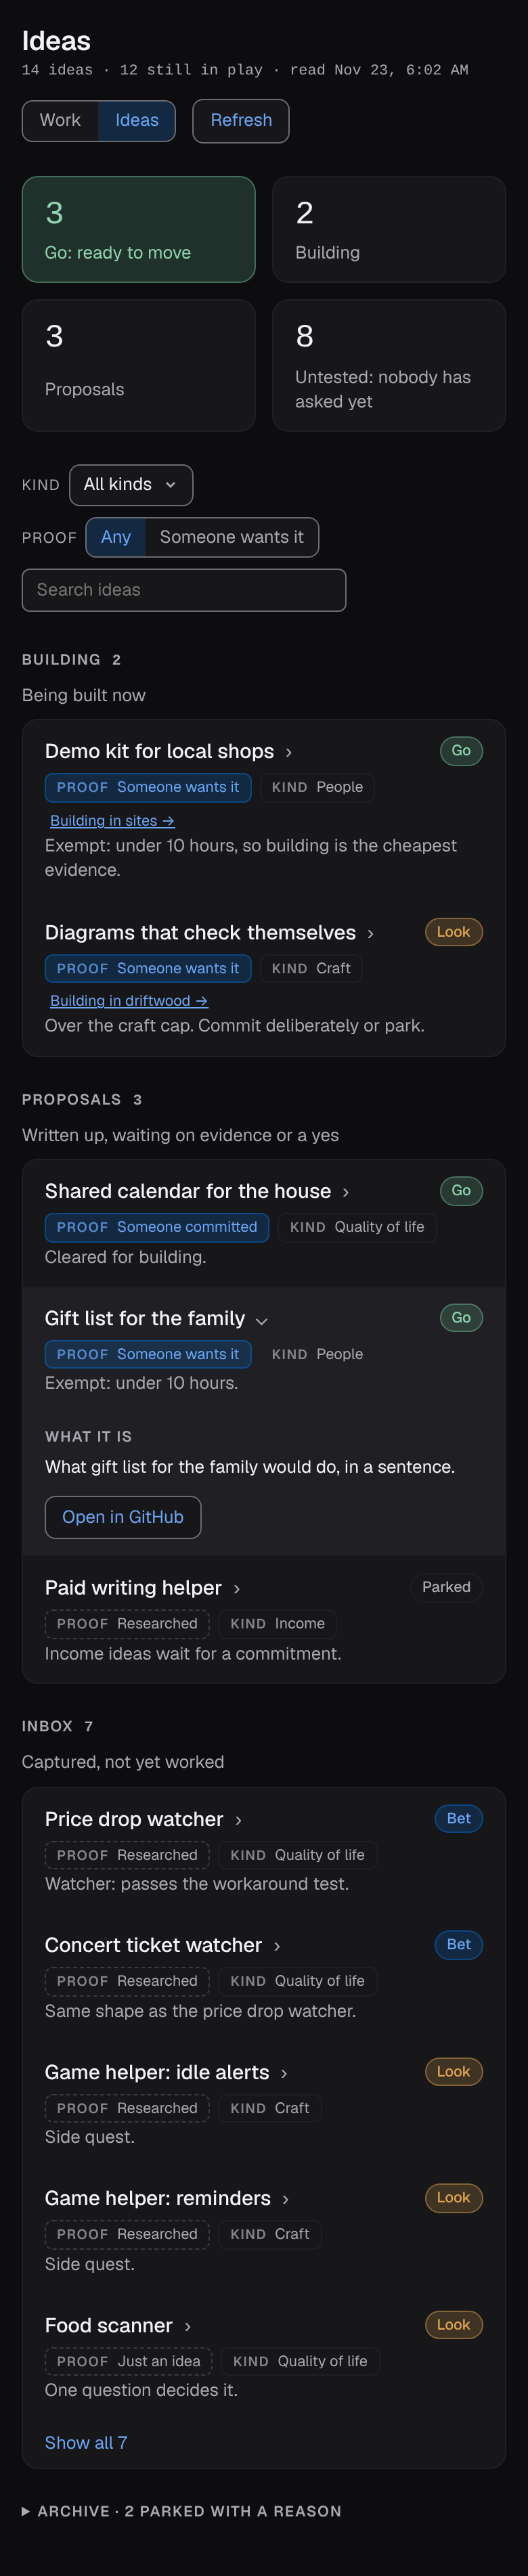 Ideas
14 ideas · 12 still in play · read Nov 23, 6:02 AM
Work Ideas Refresh
3
Go: ready to move
2
Building
3
Proposals
8
Untested: nobody has
asked yet
KIND All kinds
PROOF Any Someone wants it
Search ideas
BUILDING 2
Being built now
Demo kit for local shops › Go
PROOF Someone wants it KIND People
Building in sites →
Exempt: under 10 hours, so building is the cheapest
evidence.
Diagrams that check themselves › Look
PROOF Someone wants it KIND Craft
Building in driftwood →
Over the craft cap. Commit deliberately or park.
PROPOSALS 3
Written up, waiting on evidence or a yes
Shared calendar for the house › Go
PROOF Someone committed KIND Quality of life
Cleared for building.
Gift list for the family Go
PROOF Someone wants it KIND People
Exempt: under 10 hours.
WHAT IT IS
What gift list for the family would do, in a sentence.
Open in GitHub
Paid writing helper › Parked
PROOF Researched KIND Income
Income ideas wait for a commitment.
INBOX 7
Captured, not yet worked
Price drop watcher › Bet
PROOF Researched KIND Quality of life
Watcher: passes the workaround test.
Concert ticket watcher › Bet
PROOF Researched KIND Quality of life
Same shape as the price drop watcher.
Game helper: idle alerts › Look
PROOF Researched KIND Craft
Side quest.
Game helper: reminders › Look
PROOF Researched KIND Craft
Side quest.
Food scanner › Look
PROOF Just an idea KIND Quality of life
One question decides it.
Show all 7
ARCHIVE · 2 PARKED WITH A REASON